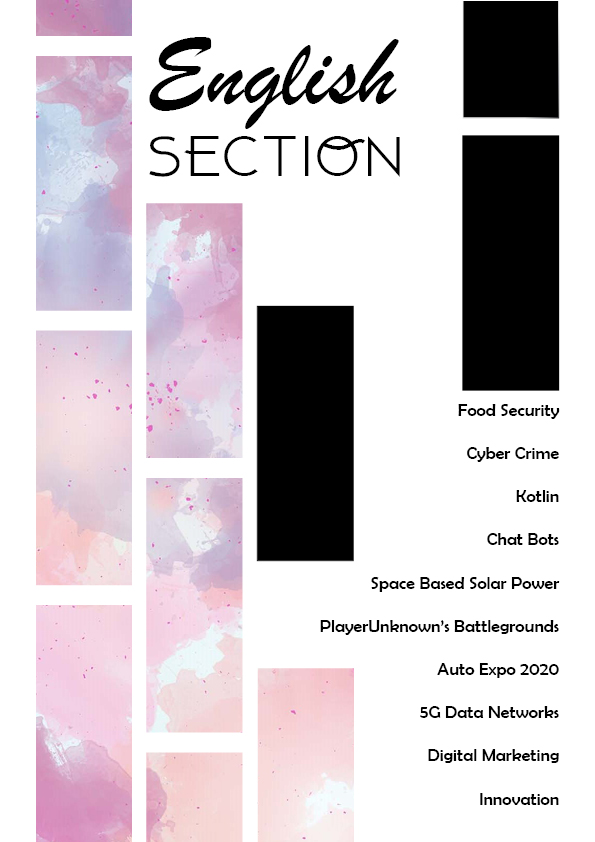 English
SECTION
Food Security
Cyber Crime
Kotlin
Chat Bots
Space Based Solar Power
PlayerUnknown's Battlegrounds
Auto Expo 2020
5G Data Networks
Digital Marketing
Innovation